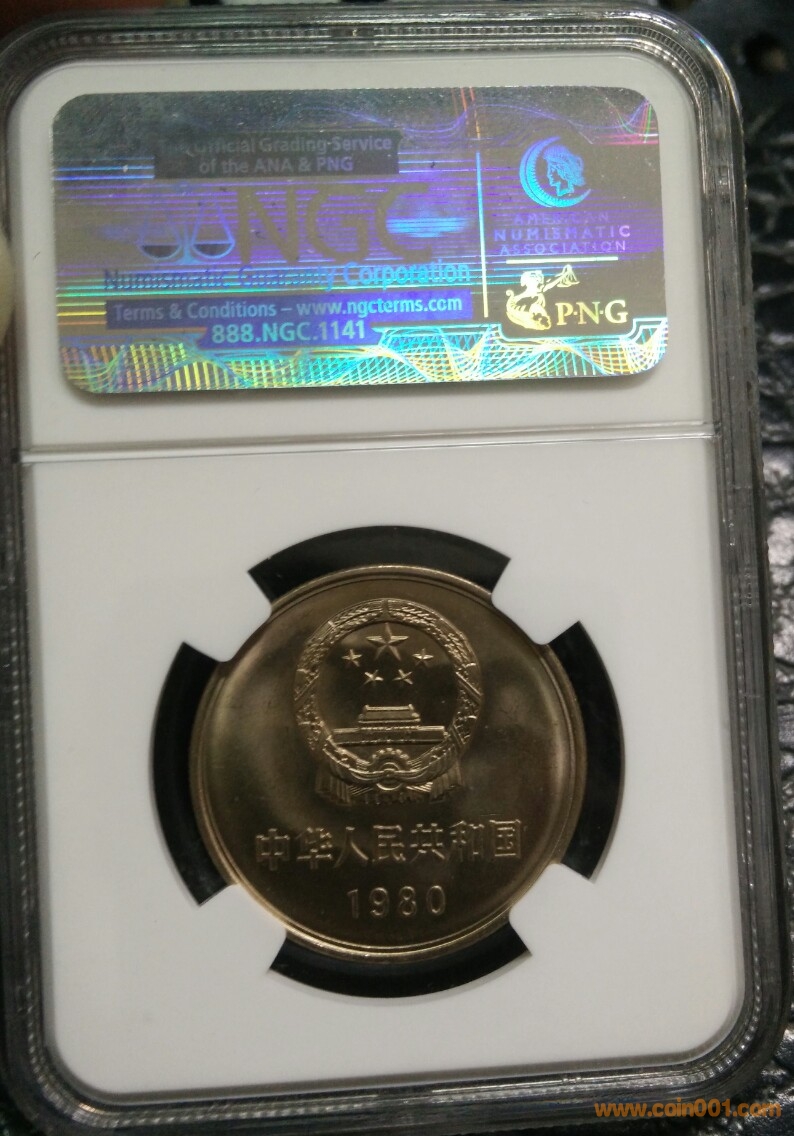 The Official Grading Service
of the ANA & PNG
NGC
Numismatic Guaranty Corporation
Terms & Conditions – www.ngcterms.com
888.NGC.1141
AMERICAN
NUMISMATIC
ASSOCIATION
P·N·G
中华人民共和国
1980
www.coin001.com